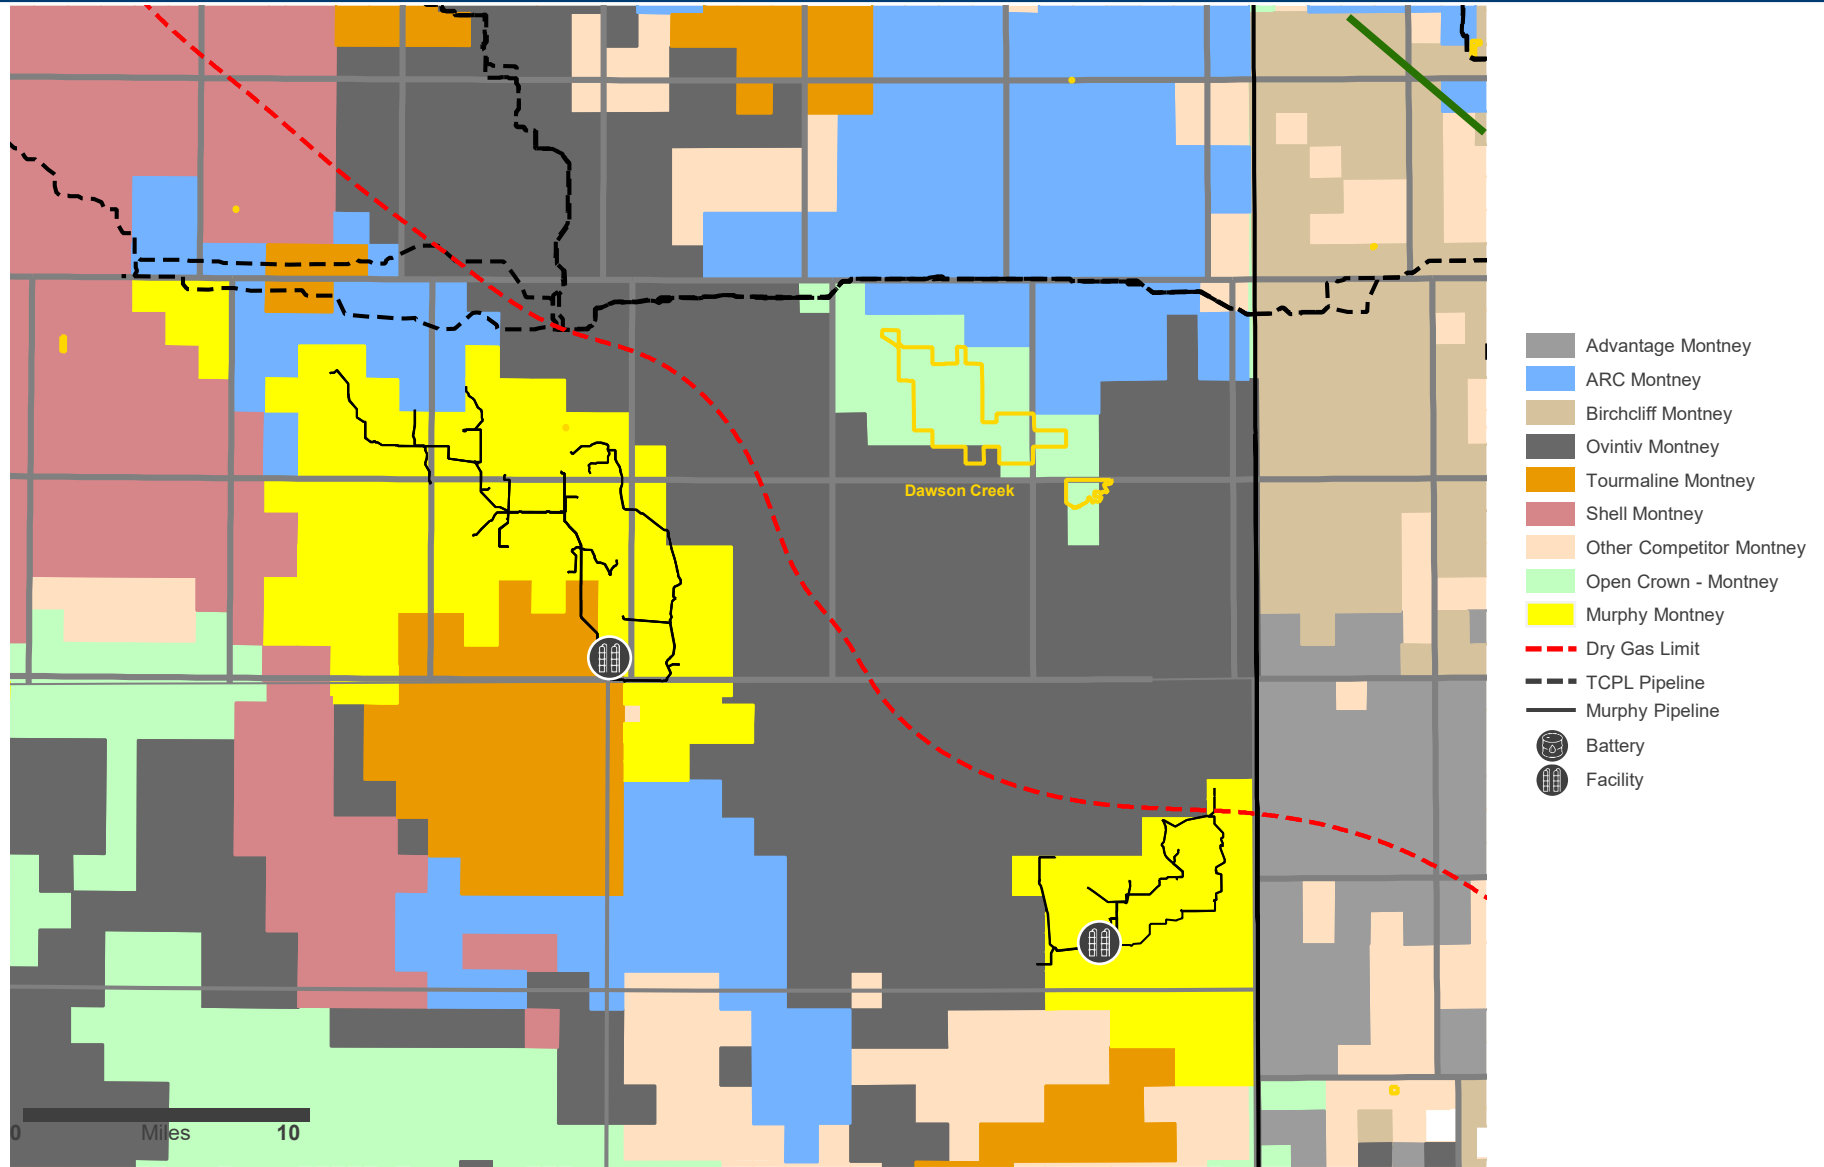 Dawson Creek
0
Miles
10
Advantage Montney
ARC Montney
Birchcliff Montney
Ovintiv Montney
Tourmaline Montney
Shell Montney
Other Competitor Montney
Open Crown - Montney
Murphy Montney
Dry Gas Limit
TCPL Pipeline
Murphy Pipeline
Battery
Facility